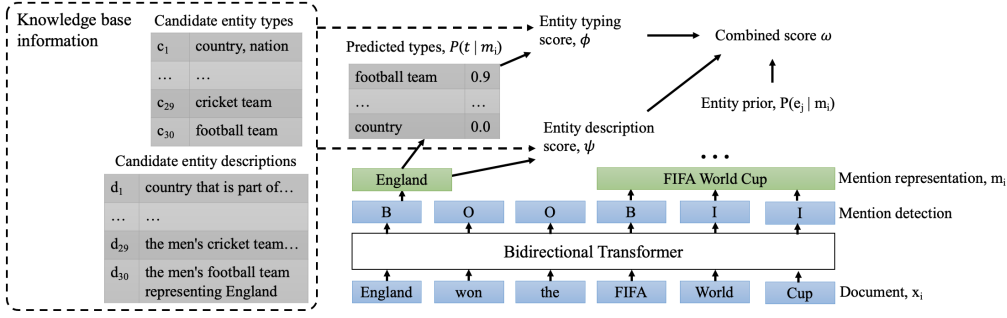 Knowledge base
information
Candidate entity types
c1 country, nation
... ...
c29 cricket team
c30 football team
Candidate entity descriptions
d1 country that is part of...
... ...
d29 the men's cricket team...
d30 the men's football team
representing England
Predicted types, P(t | mi)
football team 0.9
... ...
country 0.0
Entity typing
score, ϕ
Combined score ω
Entity prior, P(ej | mi)
Entity description
score, ψ
...
England FIFA World Cup Mention representation, mi
B O O B I I Mention detection
Bidirectional Transformer
England won the FIFA World Cup Document, xi